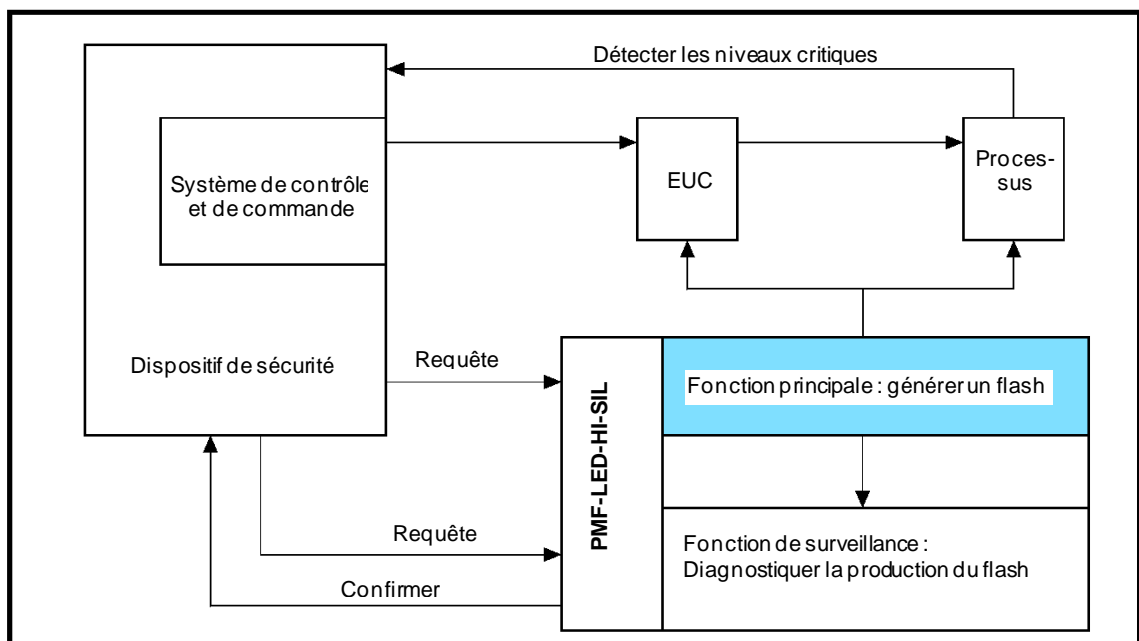 Détecter les niveaux critiques
Système de contrôle
et de commande
EUC
Proces-
sus
Dispositif de sécurité
Requête
PMF-LED-HI-SIL
Fonction principale : générer un flash
Requête
Fonction de surveillance :
Diagnostiquer la production du flash
Confirmer